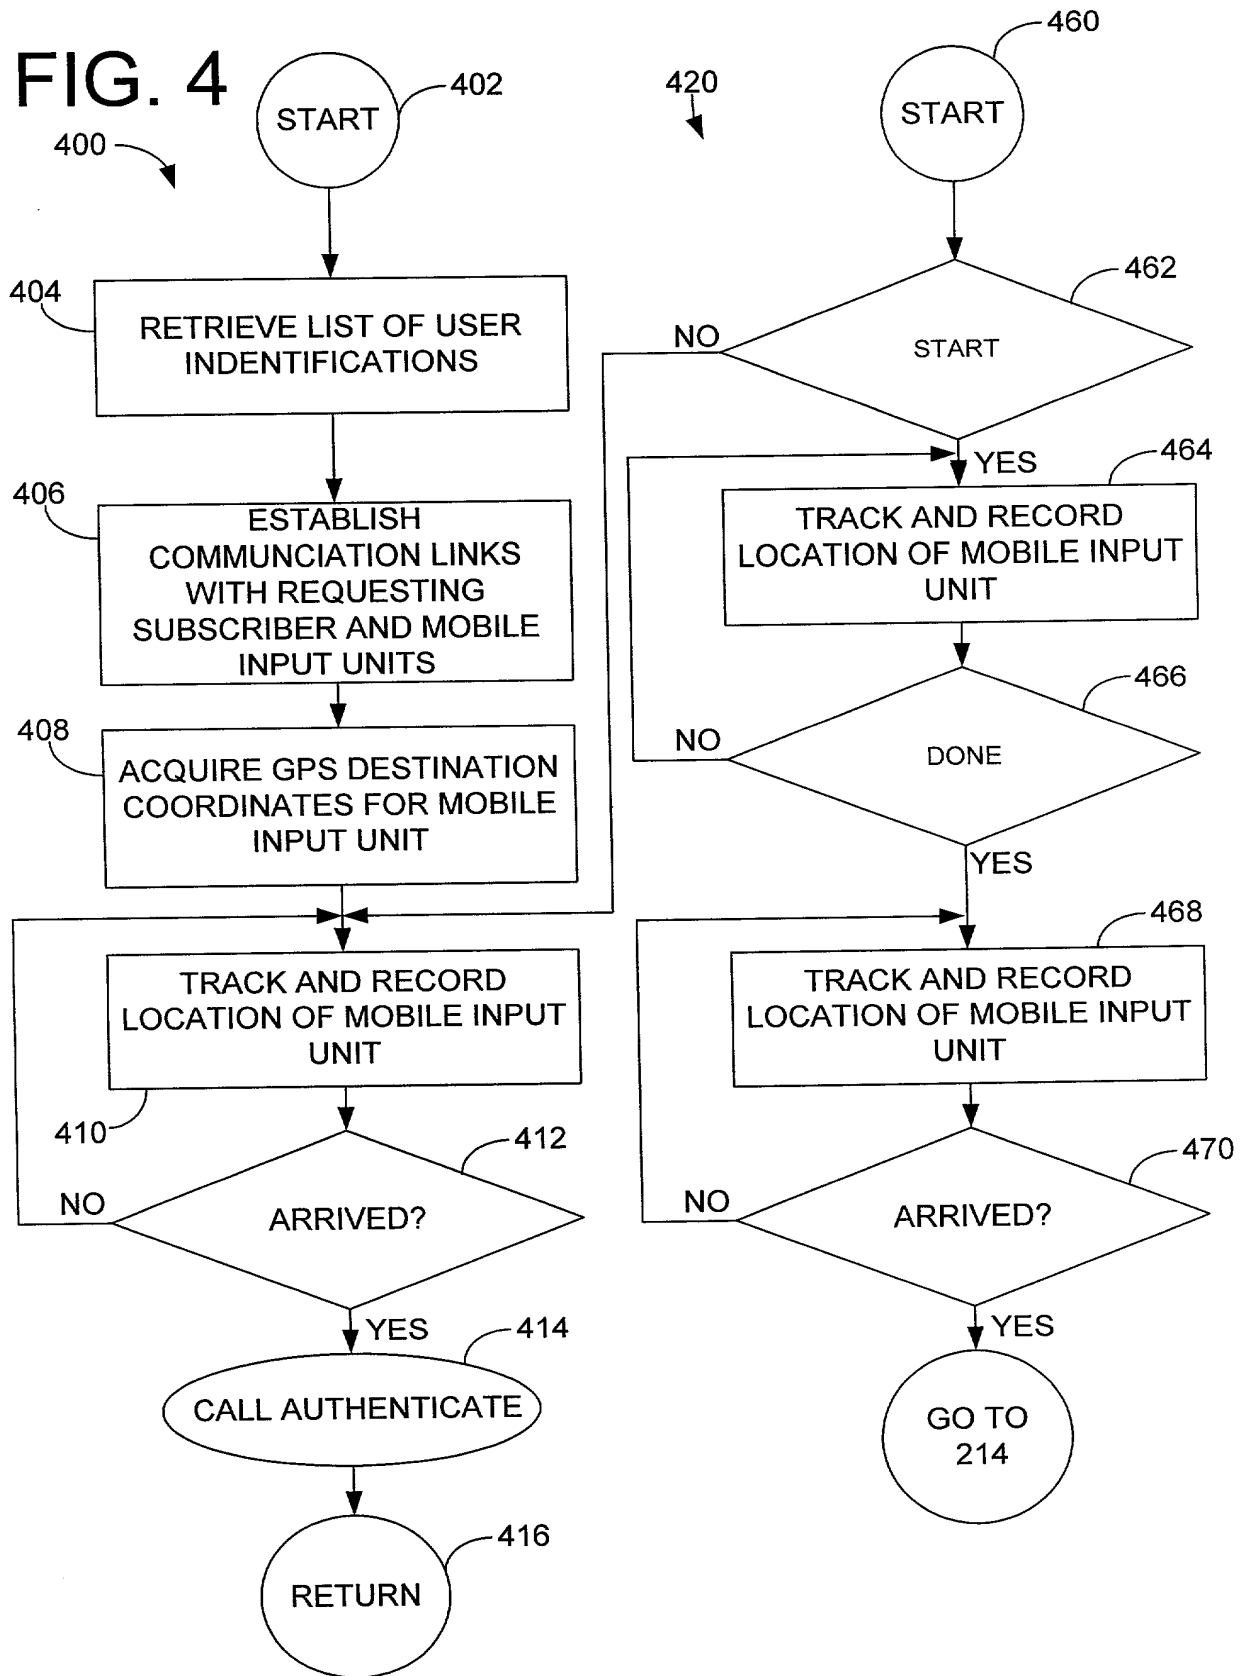 FIG. 4
400
START
402
404
RETRIEVE LIST OF USER
INDENTIFICATIONS
406
ESTABLISH
COMMUNCIATION LINKS
WITH REQUESTING
SUBSCRIBER AND MOBILE
INPUT UNITS
408
ACQUIRE GPS DESTINATION
COORDINATES FOR MOBILE
INPUT UNIT
TRACK AND RECORD
LOCATION OF MOBILE INPUT
UNIT
410
412
ARRIVED?
NO
YES
414
CALL AUTHENTICATE
416
RETURN
420
460
START
462
START
NO
YES
464
TRACK AND RECORD
LOCATION OF MOBILE INPUT
UNIT
466
DONE
NO
YES
468
TRACK AND RECORD
LOCATION OF MOBILE INPUT
UNIT
470
ARRIVED?
NO
YES
GO TO
214